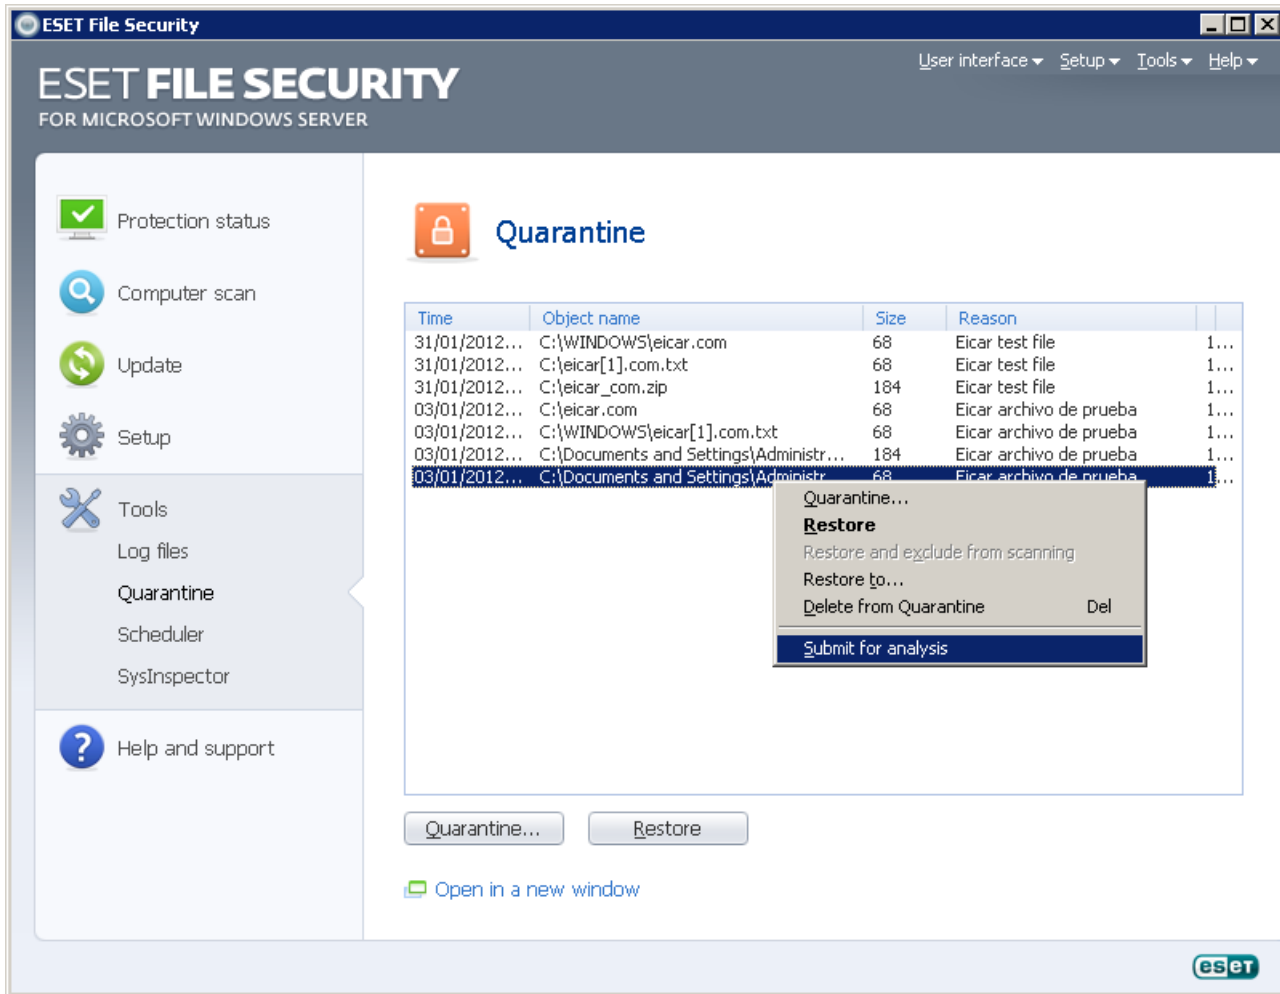 ESET File Security
User interface Setup Tools Help
ESET FILE SECURITY
FOR MICROSOFT WINDOWS SERVER
Protection status
Computer scan
Update
Setup
Tools
Log files
Quarantine
Scheduler
SysInspector
Help and support
Quarantine
Time Object name Size Reason
31/01/2012... C:\WINDOWS\eicar.com 68 Eicar test file 1...
31/01/2012... C:\eicar[1].com.txt 68 Eicar test file 1...
31/01/2012... C:\eicar_com.zip 184 Eicar test file 1...
03/01/2012... C:\eicar.com 68 Eicar archivo de prueba 1...
03/01/2012... C:\WINDOWS\eicar[1].com.txt 68 Eicar archivo de prueba 1...
03/01/2012... C:\Documents and Settings\Administr... 184 Eicar archivo de prueba 1...
03/01/2012... C:\Documents and Settings\Administr 68 Eicar archivo de prueba 1...
Quarantine...
Restore
Restore and exclude from scanning
Restore to...
Delete from Quarantine Del
Submit for analysis
Quarantine... Restore
Open in a new window
eset